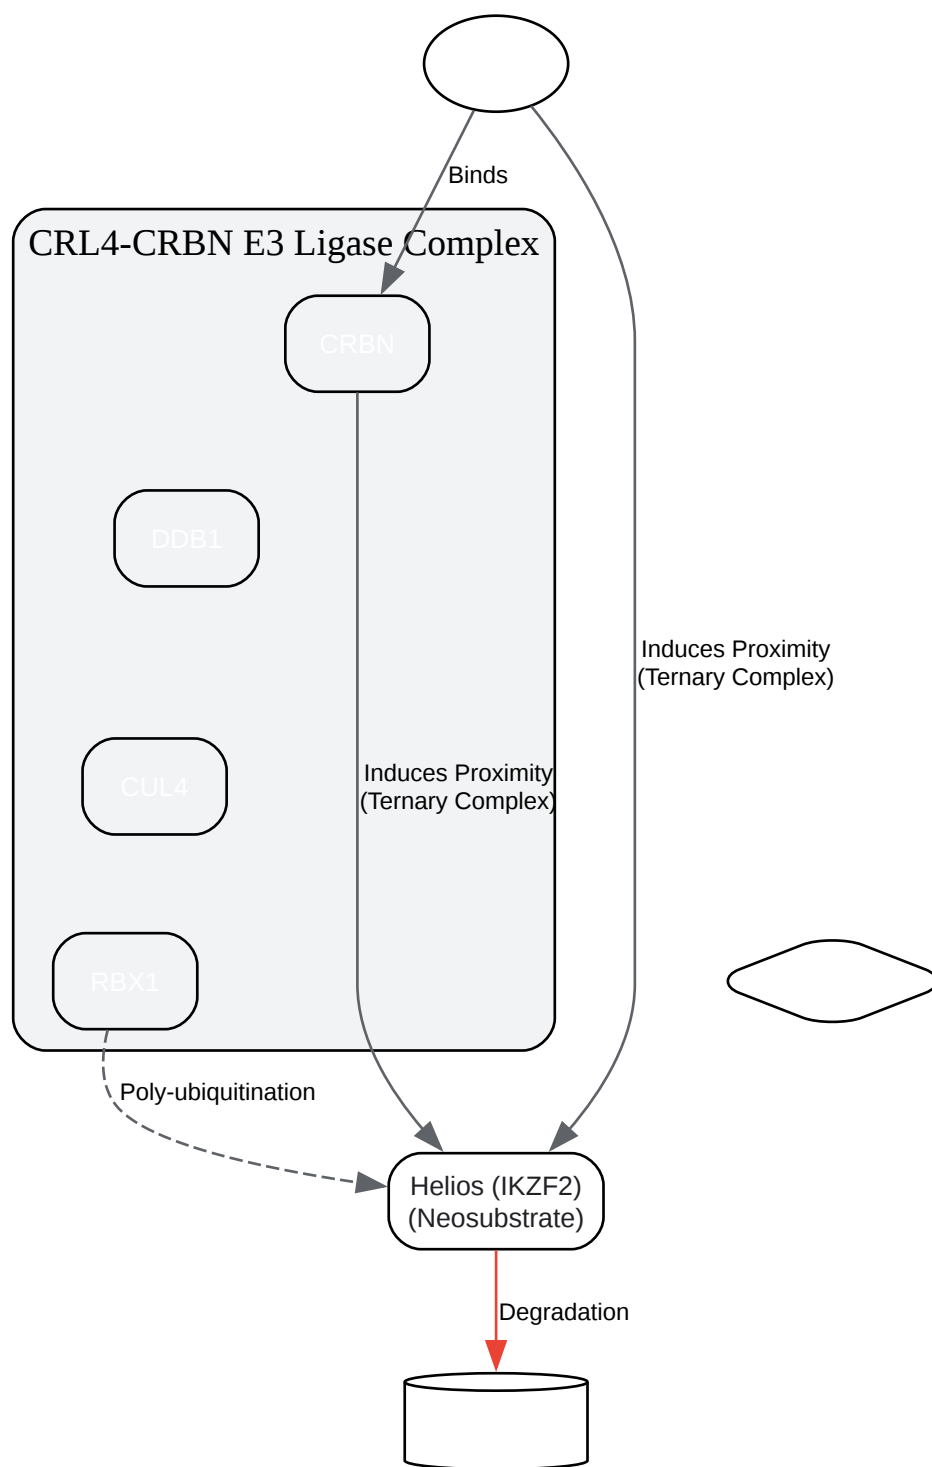 Binds
CRL4-CRBN E3 Ligase Complex
CRBN
DDB1
Induces Proximity
(Ternary Complex)
Induces Proximity
(Ternary Complex)
CUL4
RBX1
Poly-ubiquitination
Helios (IKZF2)
(Neosubstrate)
Degradation